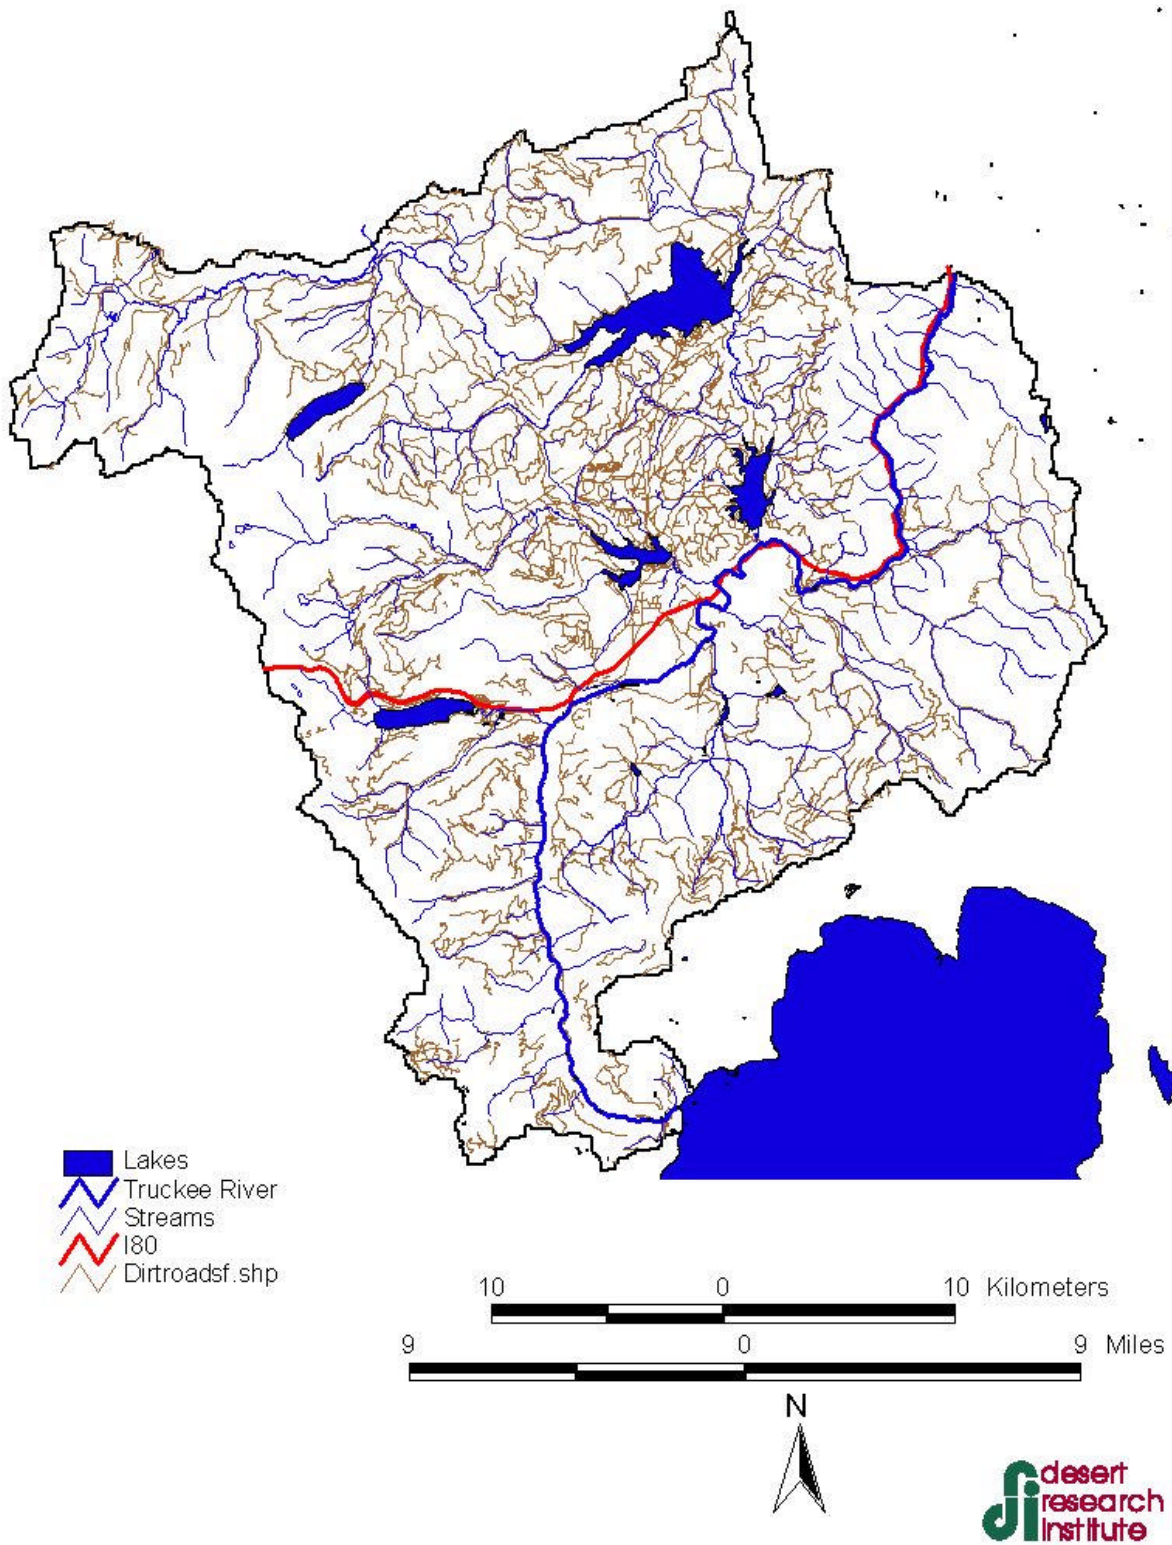 Lakes
Truckee River
Streams
I80
Dirtroadsf.shp
10 0 10 Kilometers
9 0 9 Miles
N
desert
research
institute